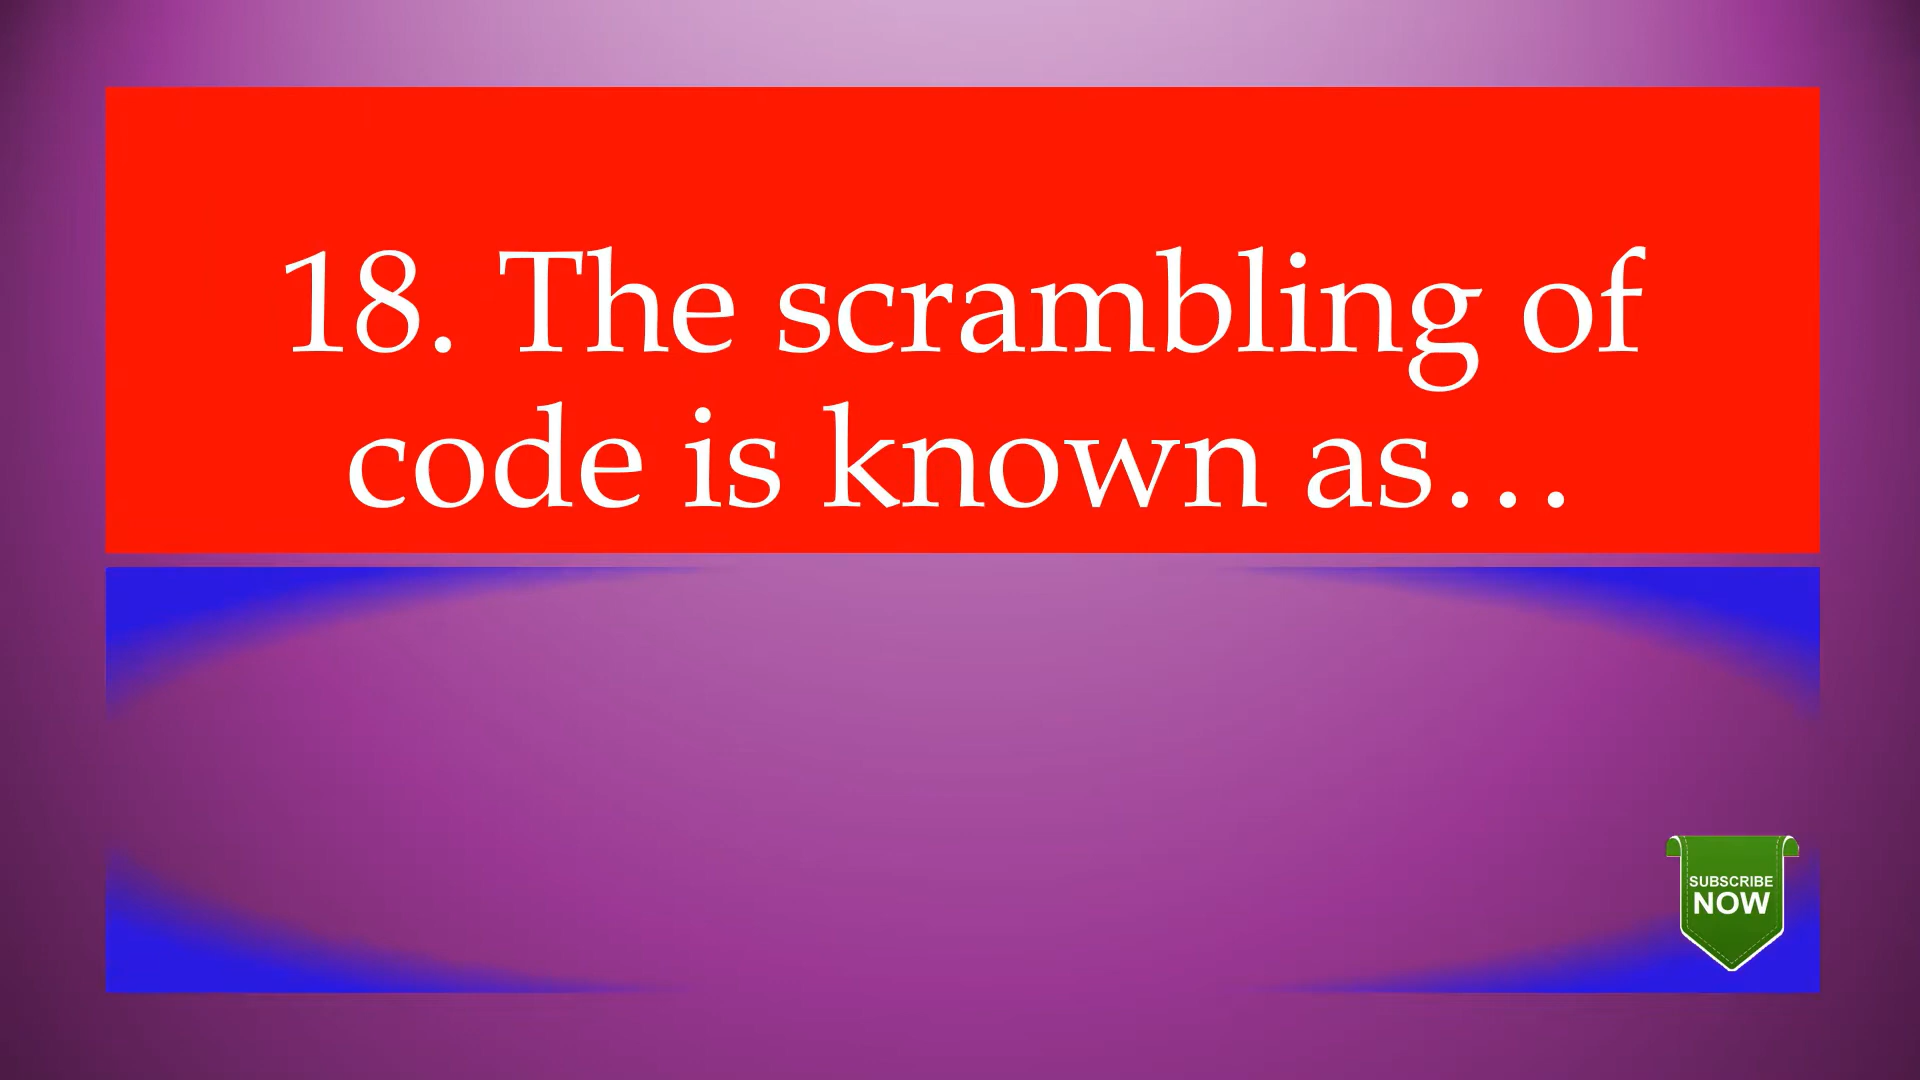 18. The scrambling of
code is known as…
SUBSCRIBE
NOW